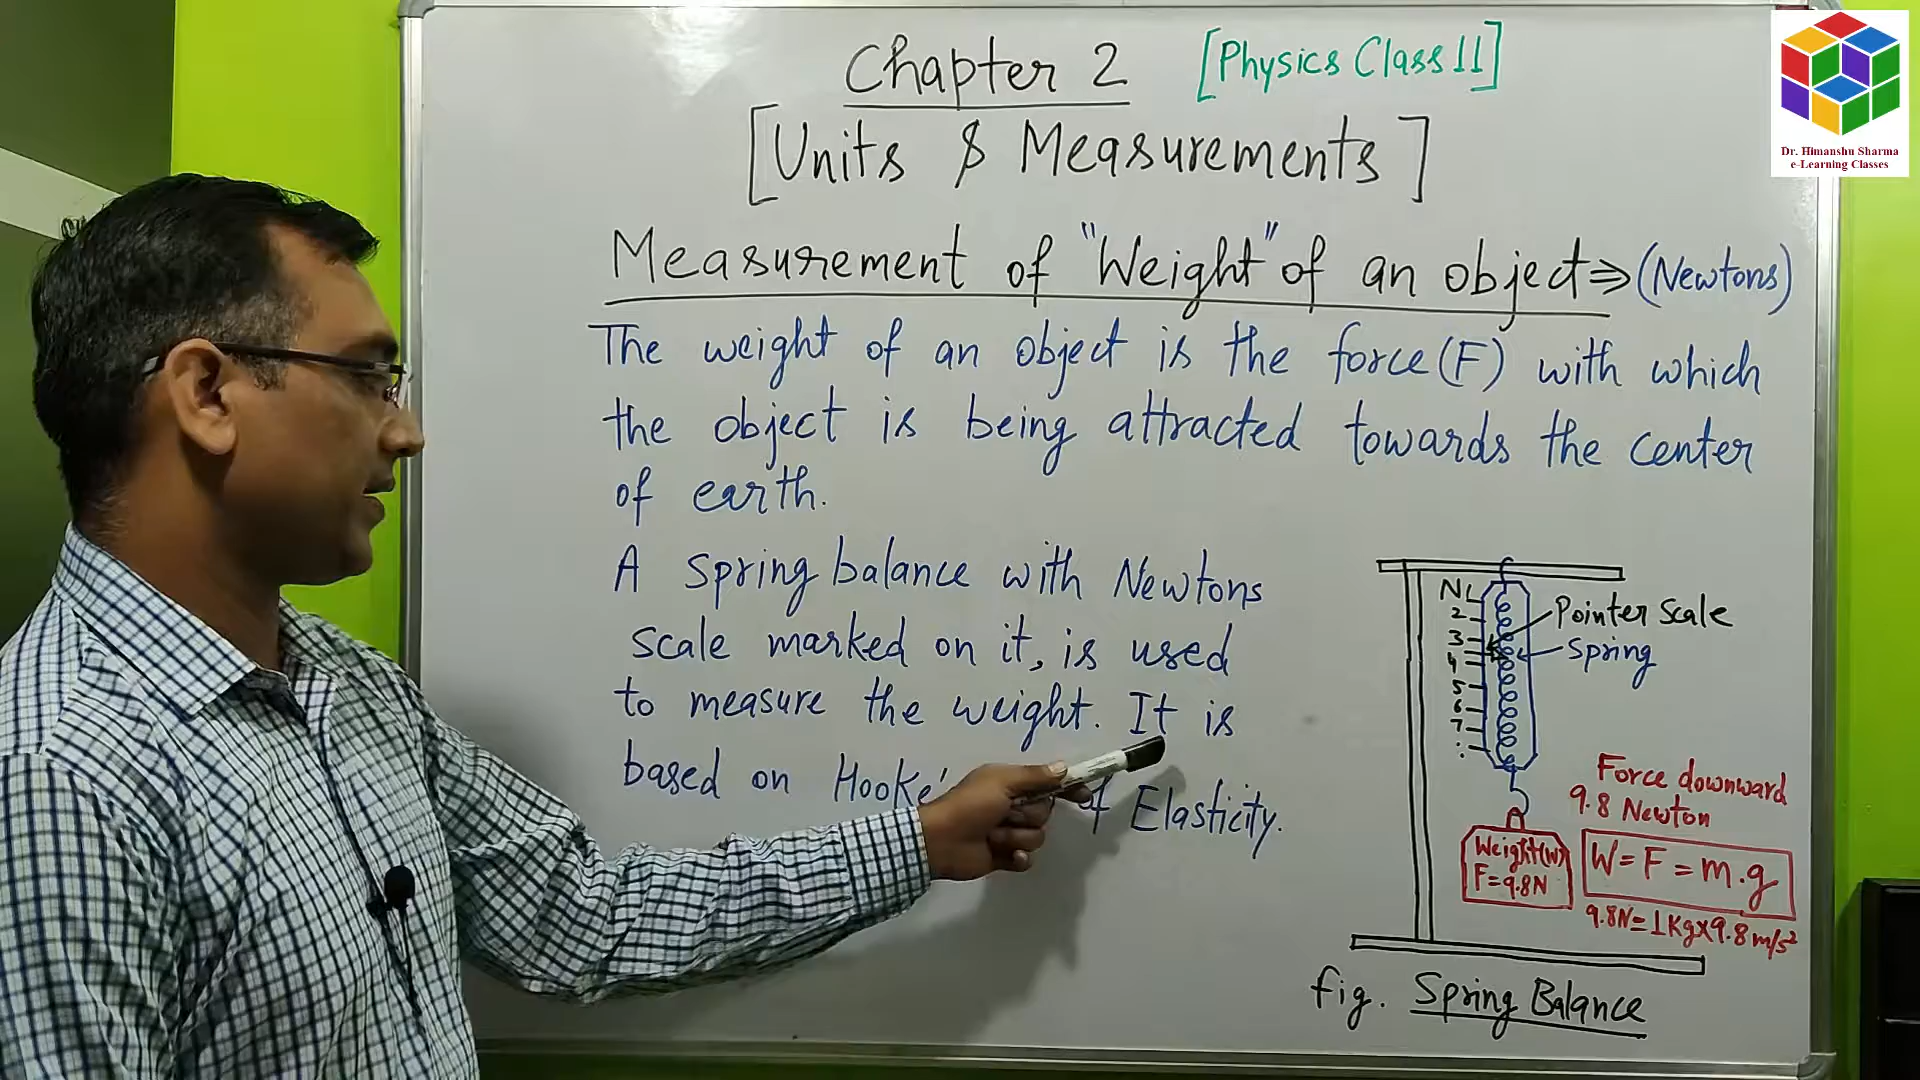 Chapter 2 [Physics Class 11]
[Units & Measurements]
Dr. Himanshu Sharma
e-Learning Classes
Measurement of "Weight" of an object ⇒ (Newtons)
The weight of an object is the force (F) with which
the object is being attracted towards the center
of earth.
A Spring balance with Newtons
scale marked on it, is used
to measure the weight. It is
based on Hooke's of Elasticity.
N 1
2
3
4
5
6
7
Pointer Scale
Spring
Force downward
9.8 Newton
Weight(W)
F=9.8N
W = F = m.g
9.8N = 1Kg×9.8 m/s²
fig. Spring Balance